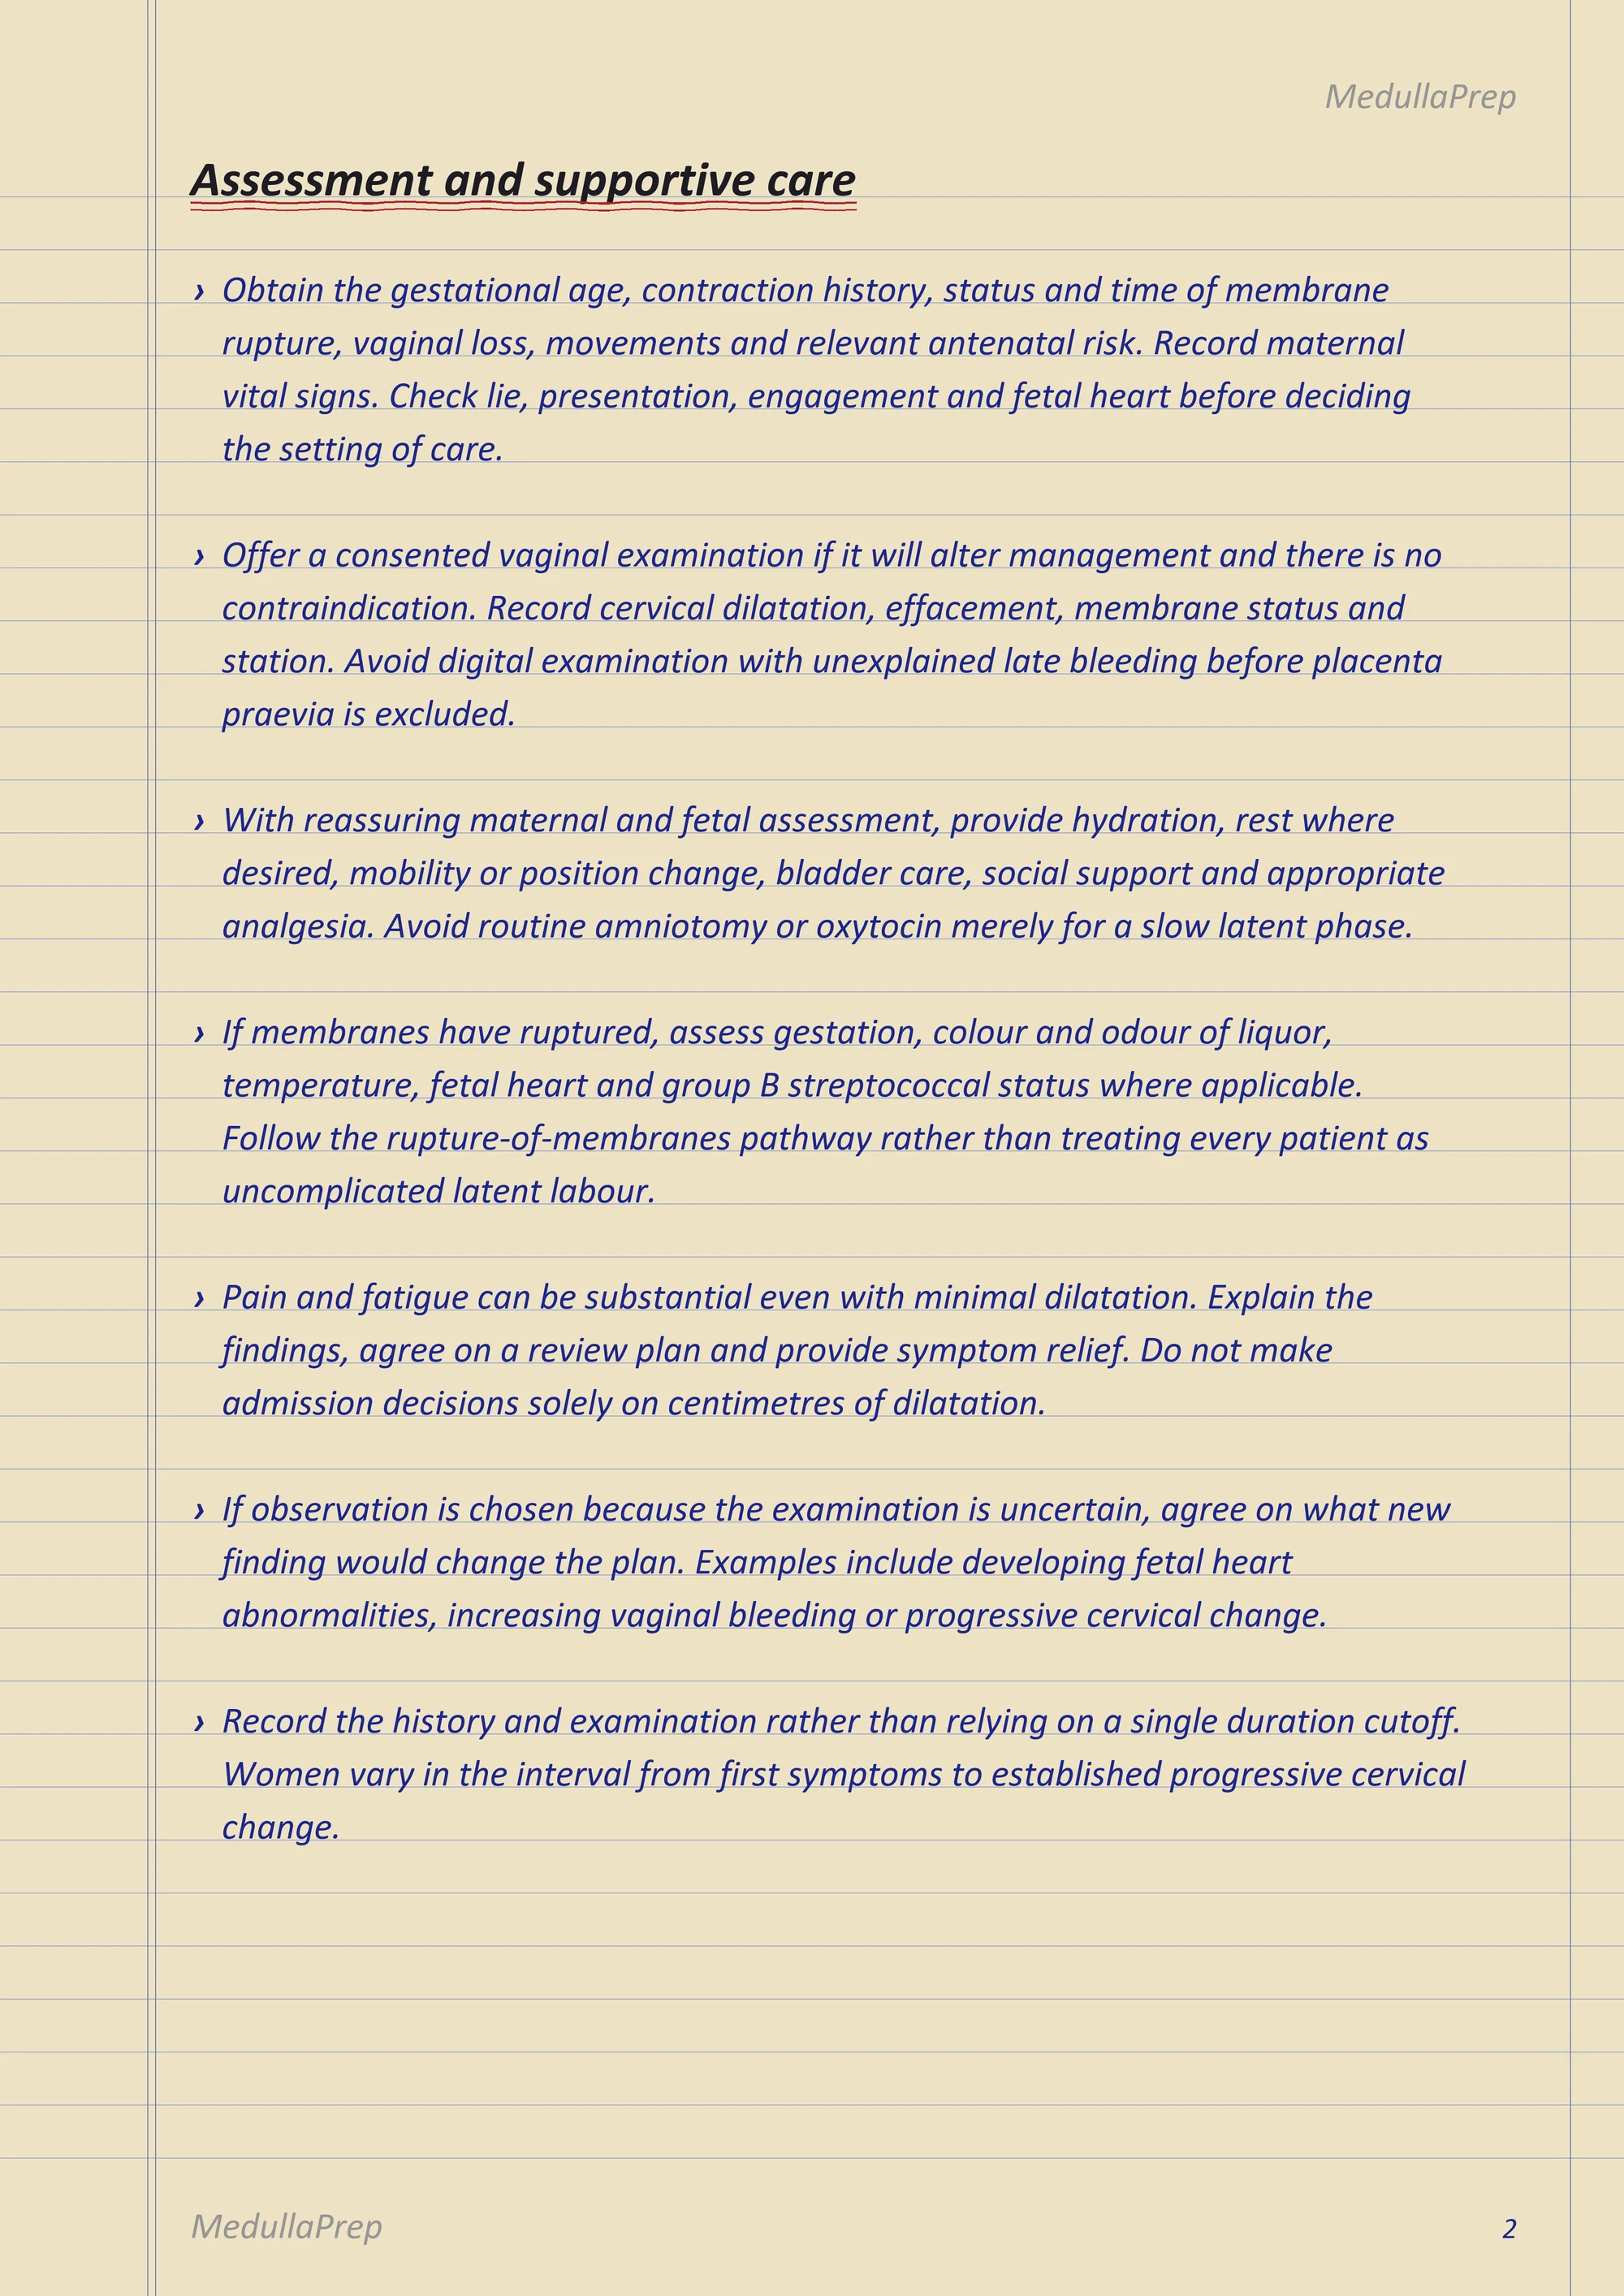 MedullaPrep
Assessment and supportive care
› Obtain the gestational age, contraction history, status and time of membrane
rupture, vaginal loss, movements and relevant antenatal risk. Record maternal
vital signs. Check lie, presentation, engagement and fetal heart before deciding
the setting of care.
› Offer a consented vaginal examination if it will alter management and there is no
contraindication. Record cervical dilatation, effacement, membrane status and
station. Avoid digital examination with unexplained late bleeding before placenta
praevia is excluded.
› With reassuring maternal and fetal assessment, provide hydration, rest where
desired, mobility or position change, bladder care, social support and appropriate
analgesia. Avoid routine amniotomy or oxytocin merely for a slow latent phase.
› If membranes have ruptured, assess gestation, colour and odour of liquor,
temperature, fetal heart and group B streptococcal status where applicable.
Follow the rupture-of-membranes pathway rather than treating every patient as
uncomplicated latent labour.
› Pain and fatigue can be substantial even with minimal dilatation. Explain the
findings, agree on a review plan and provide symptom relief. Do not make
admission decisions solely on centimetres of dilatation.
› If observation is chosen because the examination is uncertain, agree on what new
finding would change the plan. Examples include developing fetal heart
abnormalities, increasing vaginal bleeding or progressive cervical change.
› Record the history and examination rather than relying on a single duration cutoff.
Women vary in the interval from first symptoms to established progressive cervical
change.
MedullaPrep
2